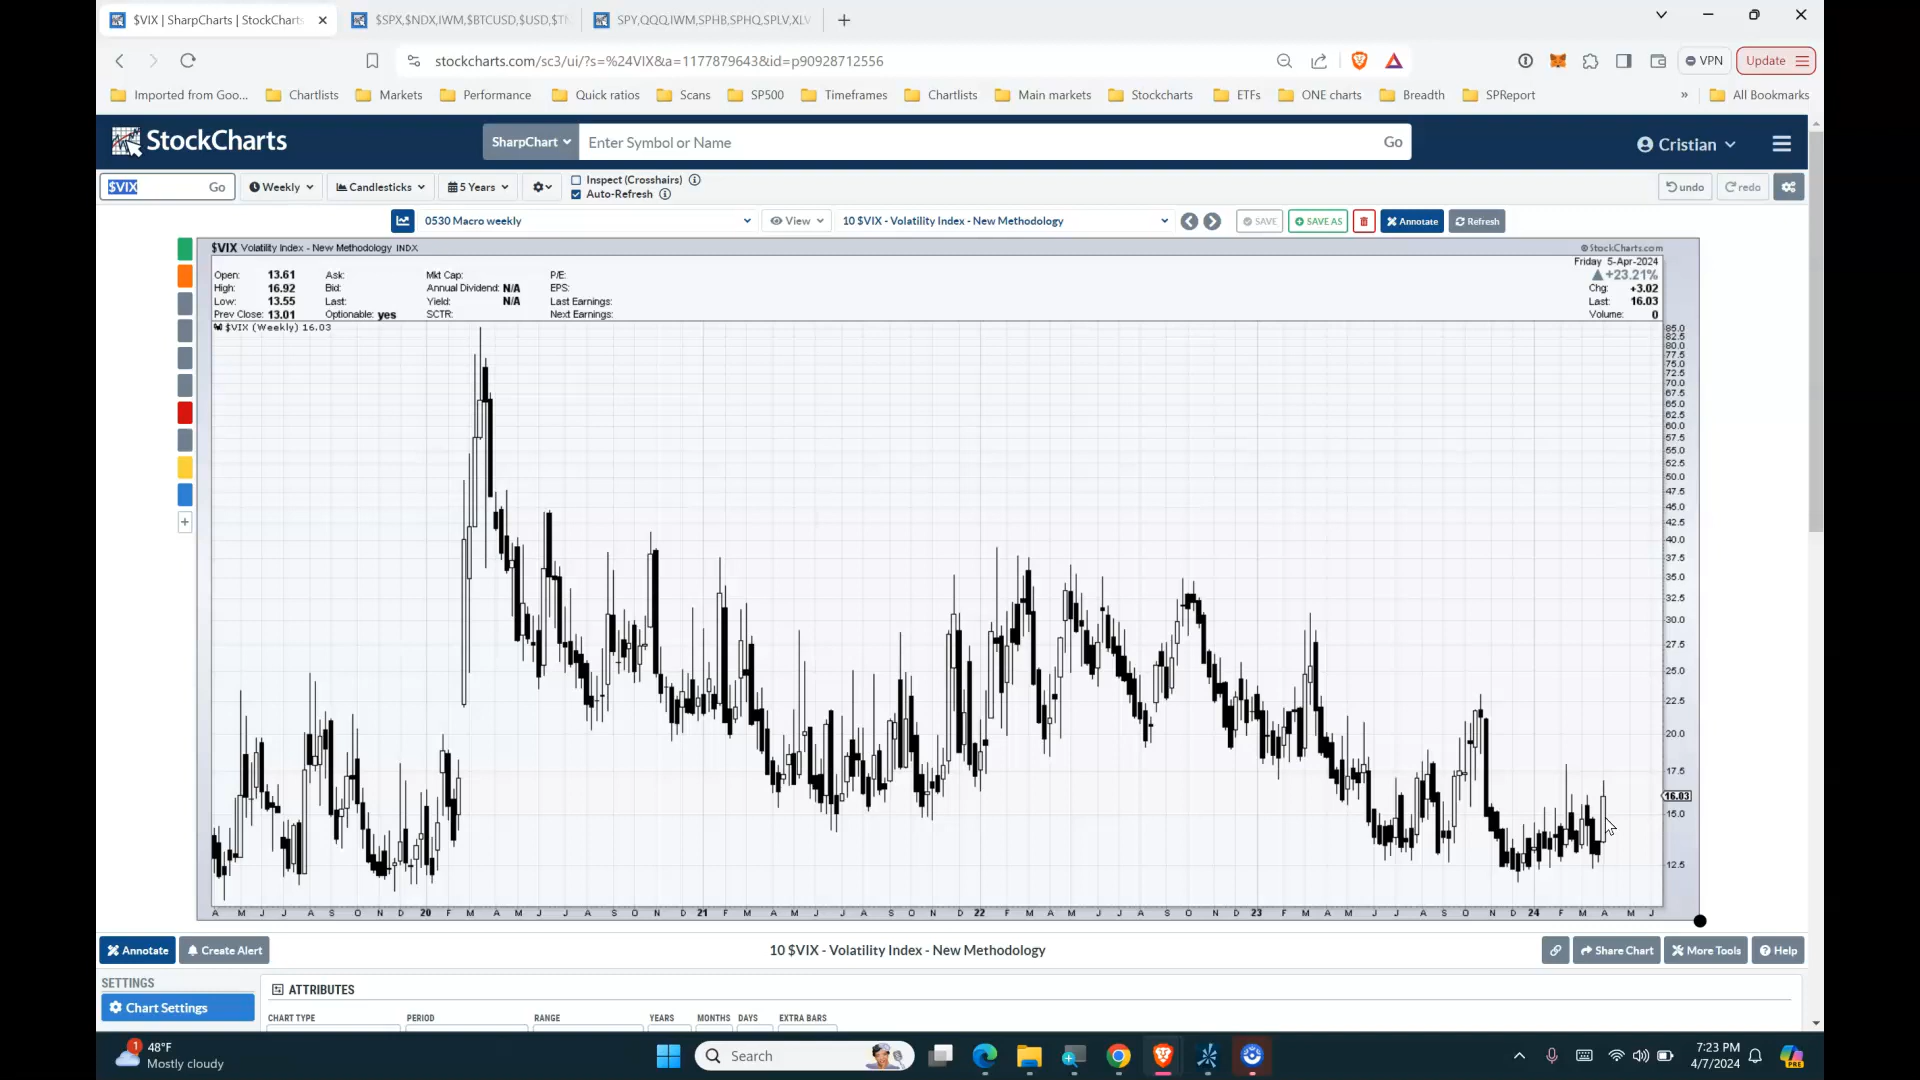 $VIX | SharpCharts | StockCharts
$SPX,$NDX,IWM,$BTCUSD,$USD,$TN
SPY,QQQ,IWM,SPHB,SPHQ,SPLV,XLV
stockcharts.com/sc3/ui/?s=%24VIX&a=1177879643&id=p90928712556
VPN
Update
Imported from Goo...
Chartlists
Markets
Performance
Quick ratios
Scans
SP500
Timeframes
Chartlists
Main markets
Stockcharts
ETFs
ONE charts
Breadth
SPReport
»
All Bookmarks
StockCharts
SharpChart
Enter Symbol or Name
Go
Cristian
$VIX
Go
Weekly
Candlesticks
5 Years
Inspect (Crosshairs)
Auto-Refresh
undo
redo
0530 Macro weekly
View
10 $VIX - Volatility Index - New Methodology
SAVE
SAVE AS
Annotate
Refresh
$VIX Volatility Index - New Methodology INDX
© StockCharts.com
Friday 5-Apr-2024
Open: 13.61 Ask: Mkt Cap: P/E: +23.21%
High: 16.92 Bid: Annual Dividend: N/A EPS: Chg: +3.02
Low: 13.55 Last: Yield: N/A Last Earnings: Last: 16.03
Prev Close: 13.01 Optionable: yes SCTR: Next Earnings: Volume: 0
$VIX (Weekly) 16.03
85.0
82.5
80.0
77.5
75.0
72.5
70.0
67.5
65.0
62.5
60.0
57.5
55.0
52.5
50.0
47.5
45.0
42.5
40.0
37.5
35.0
32.5
30.0
27.5
25.0
22.5
20.0
17.5
16.03
15.0
12.5
A M J J A S O N D 20 F M A M J J A S O N D 21 F M A M J J A S O N D 22 F M A M J J A S O N D 23 F M A M J J A S O N D 24 F M A M J
Annotate
Create Alert
10 $VIX - Volatility Index - New Methodology
Share Chart
More Tools
Help
SETTINGS
Chart Settings
ATTRIBUTES
CHART TYPE
PERIOD
RANGE
YEARS
MONTHS
DAYS
EXTRA BARS
1
48°F
Mostly cloudy
Search
7:23 PM
4/7/2024
PRE